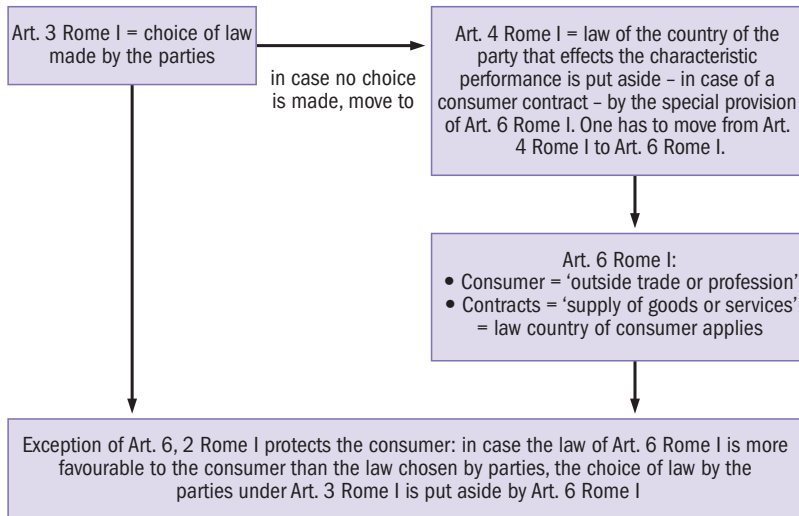 Art. 3 Rome I = choice of law
made by the parties
in case no choice
is made, move to
Art. 4 Rome I = law of the country of the
party that effects the characteristic
performance is put aside – in case of a
consumer contract – by the special provision
of Art. 6 Rome I. One has to move from Art.
4 Rome I to Art. 6 Rome I.
Art. 6 Rome I:
• Consumer = ‘outside trade or profession’
• Contracts = ‘supply of goods or services’
= law country of consumer applies
Exception of Art. 6, 2 Rome I protects the consumer: in case the law of Art. 6 Rome I is more
favourable to the consumer than the law chosen by parties, the choice of law by the
parties under Art. 3 Rome I is put aside by Art. 6 Rome I